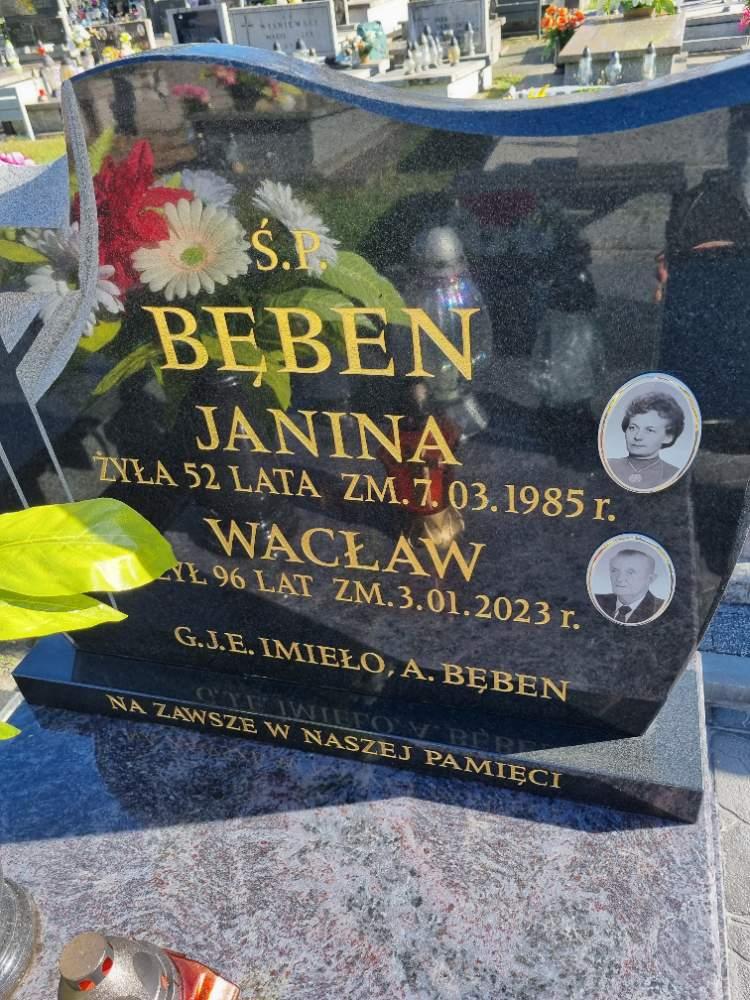 Ś.P.
BĘBEN
JANINA
ŻYŁA 52 LATA ZM. 7. 03. 1985 r.
WACŁAW
ŻYŁ 96 LAT ZM. 3. 01. 2023 r.
G.J.E. IMIEŁO, A. BĘBEN
NA ZAWSZE W NASZEJ PAMIĘCI